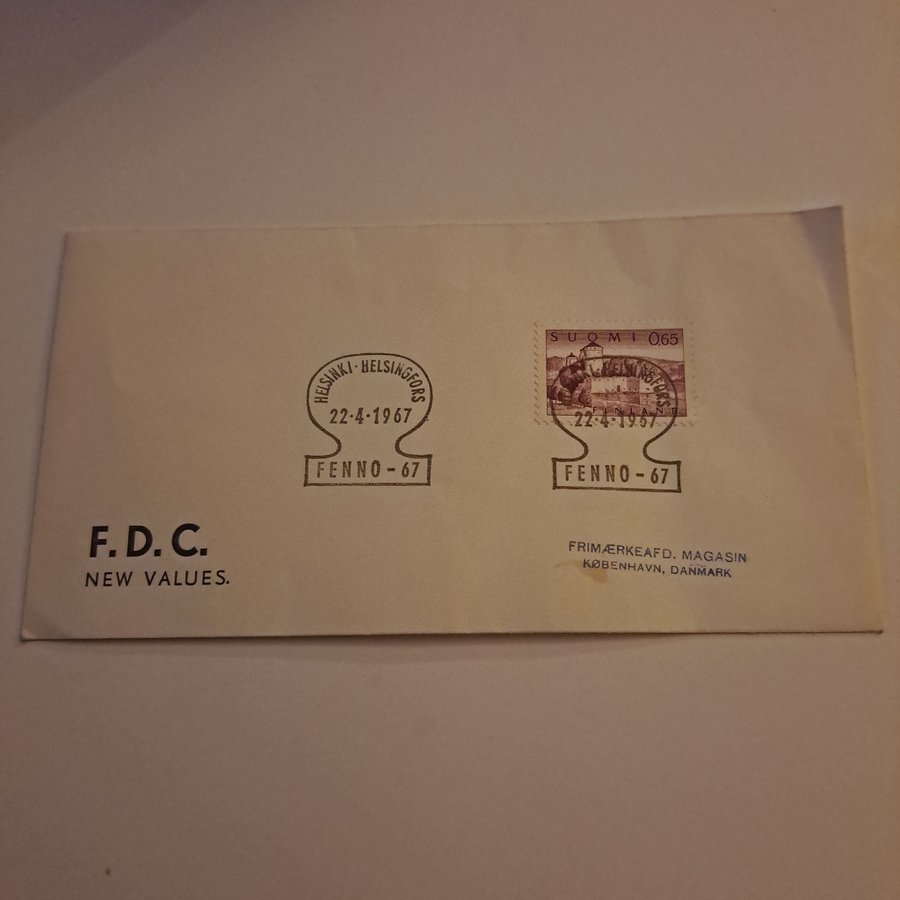 HELSINKI · HELSINGFORS
22·4·1967
FENNO - 67
SUOMI 0,65
FINLAND
HELSINGFORS
22·4·1967
FENNO - 67
F.D.C.
NEW VALUES.
FRIMÆRKEAFD. MAGASIN
KØBENHAVN, DANMARK